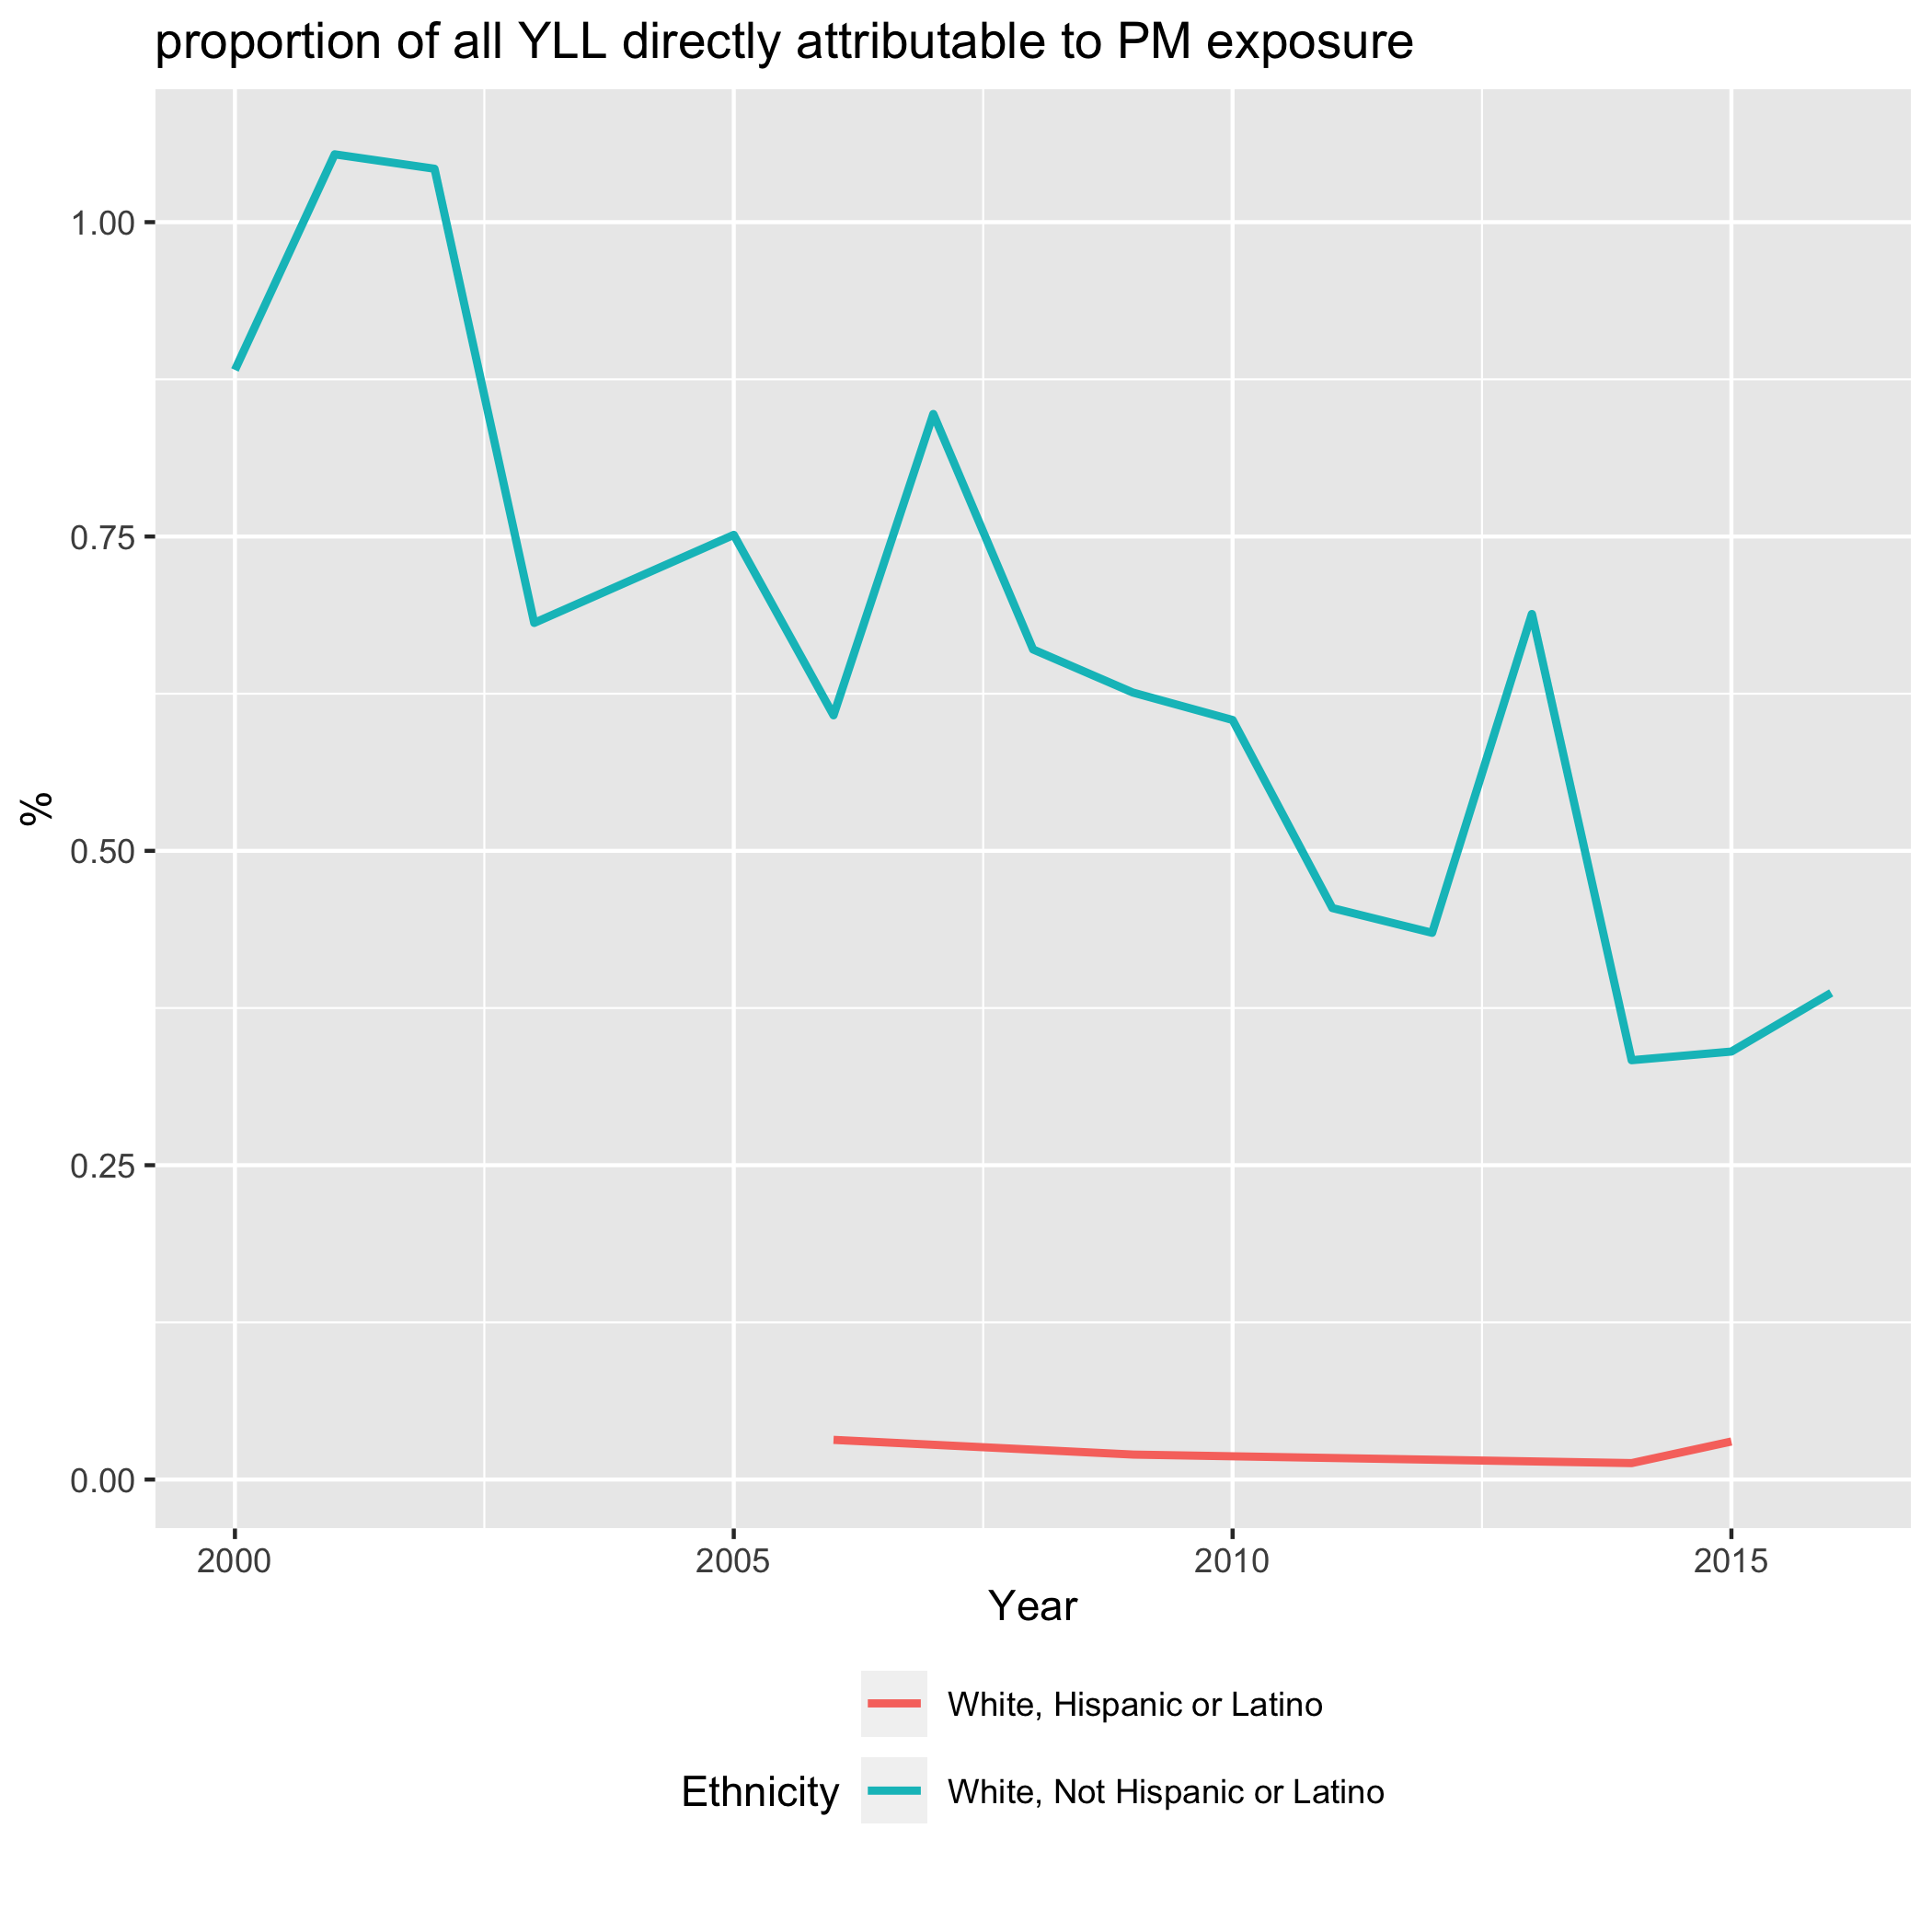 proportion of all YLL directly attributable to PM exposure
%
1.00
0.75
0.50
0.25
0.00
2000 2005 2010 2015
Year
Ethnicity
White, Hispanic or Latino
White, Not Hispanic or Latino